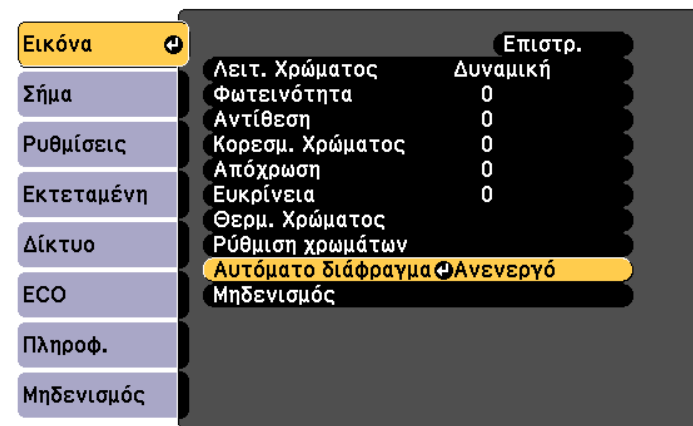 Εικόνα
Σήμα
Ρυθμίσεις
Εκτεταμένη
Δίκτυο
ECO
Πληροφ.
Μηδενισμός
Επιστρ.
Λειτ. Χρώματος Δυναμική
Φωτεινότητα 0
Αντίθεση 0
Κορεσμ. Χρώματος 0
Απόχρωση 0
Ευκρίνεια 0
Θερμ. Χρώματος
Ρύθμιση χρωμάτων
Αυτόματο διάφραγμα Ανενεργό
Μηδενισμός